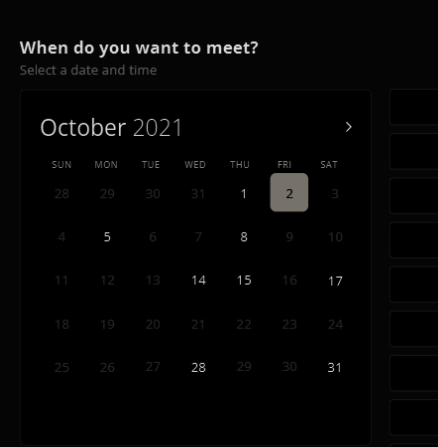 When do you want to meet?
Select a date and time
October 2021
SUN MON TUE WED THU FRI SAT
28 29 30 31 1 2 3
4 5 6 7 8 9 10
11 12 13 14 15 16 17
18 19 20 21 22 23 24
25 26 27 28 29 30 31